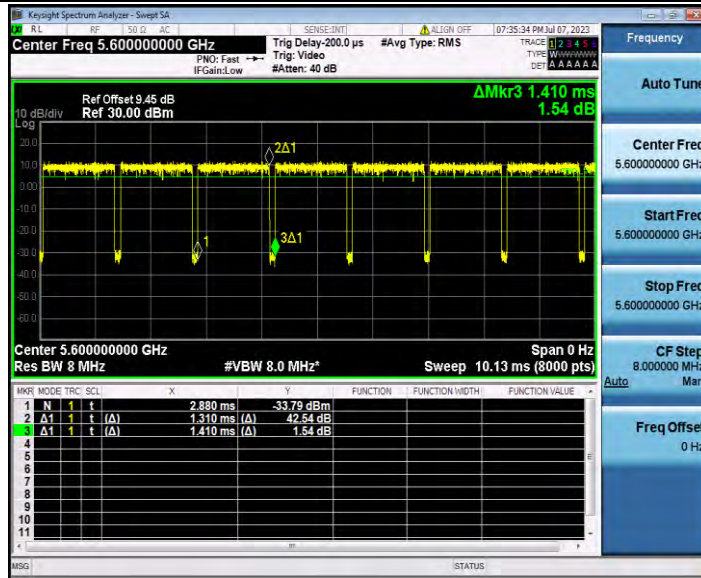 Keysight Spectrum Analyzer - Swept SA
RL RF 50 Ω AC SENSE:INT ALIGN OFF 07:35:34 PM Jul 07, 2023
Center Freq 5.600000000 GHz
PNO: Fast
IFGain:Low
Trig Delay-200.0 µs
Trig: Video
#Atten: 40 dB
#Avg Type: RMS
TRACE 1 2 3 4 5 6
TYPE W
DET A A A A A A
ΔMkr3 1.410 ms
1.54 dB
Ref Offset 9.45 dB
Ref 30.00 dBm
10 dB/div
Log
20.0
10.0
0.00
-10.0
-20.0
-30.0
-40.0
-50.0
-60.0
2Δ1
1
3Δ1
Center 5.600000000 GHz Span 0 Hz
Res BW 8 MHz #VBW 8.0 MHz* Sweep 10.13 ms (8000 pts)
MKR MODE TRC SCL X Y FUNCTION FUNCTION WIDTH FUNCTION VALUE
1 N 1 t 2.880 ms -33.79 dBm
2 Δ1 1 t (Δ) 1.310 ms (Δ) 42.54 dB
3 Δ1 1 t (Δ) 1.410 ms (Δ) 1.54 dB
4
5
6
7
8
9
10
11
MSG STATUS
Frequency
Auto Tune
Center Freq
5.600000000 GHz
Start Freq
5.600000000 GHz
Stop Freq
5.600000000 GHz
CF Step
8.000000 MHz
Auto Man
Freq Offset
0 Hz